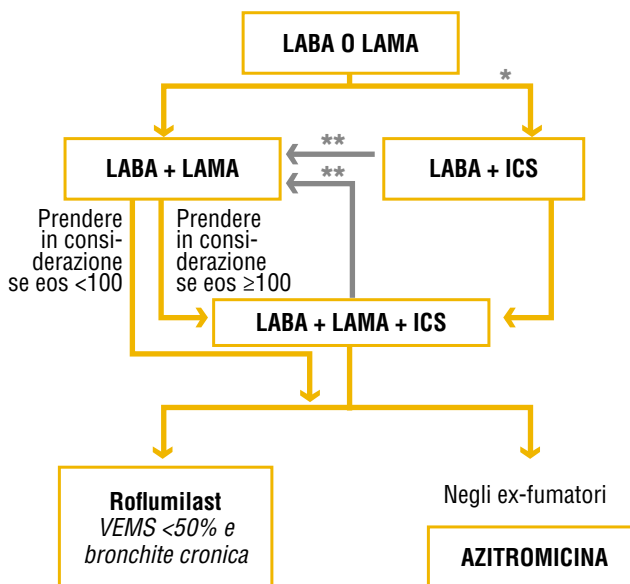 LABA O LAMA
*
LABA + LAMA
**
**
LABA + ICS
Prendere
in consi-
derazione
se eos <100
Prendere
in consi-
derazione
se eos ≥100
LABA + LAMA + ICS
Roflumilast
VEMS <50% e
bronchite cronica
Negli ex-fumatori
AZITROMICINA